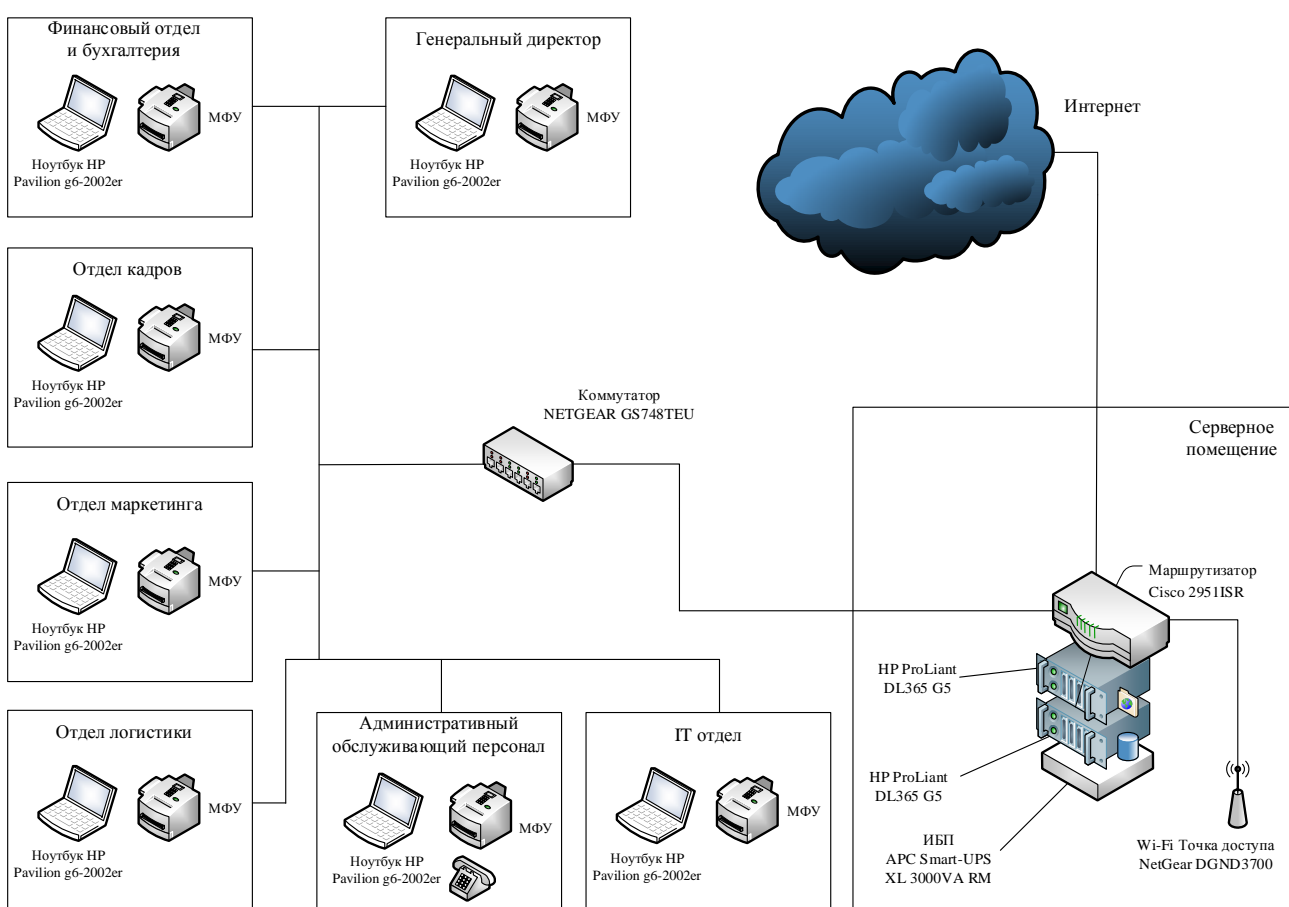 Финансовый отдел
и бухгалтерия
МФУ
Ноутбук HP
Pavilion g6-2002er
Генеральный директор
МФУ
Ноутбук HP
Pavilion g6-2002er
Интернет
Отдел кадров
МФУ
Ноутбук HP
Pavilion g6-2002er
Коммутатор
NETGEAR GS748TEU
Серверное
помещение
Отдел маркетинга
МФУ
Ноутбук HP
Pavilion g6-2002er
Маршрутизатор
Cisco 2951ISR
HP ProLiant
DL365 G5
HP ProLiant
DL365 G5
ИБП
APC Smart-UPS
XL 3000VA RM
Wi-Fi Точка доступа
NetGear DGND3700
Отдел логистики
МФУ
Ноутбук HP
Pavilion g6-2002er
Административный
обслуживающий персонал
МФУ
Ноутбук HP
Pavilion g6-2002er
IT отдел
МФУ
Ноутбук HP
Pavilion g6-2002er